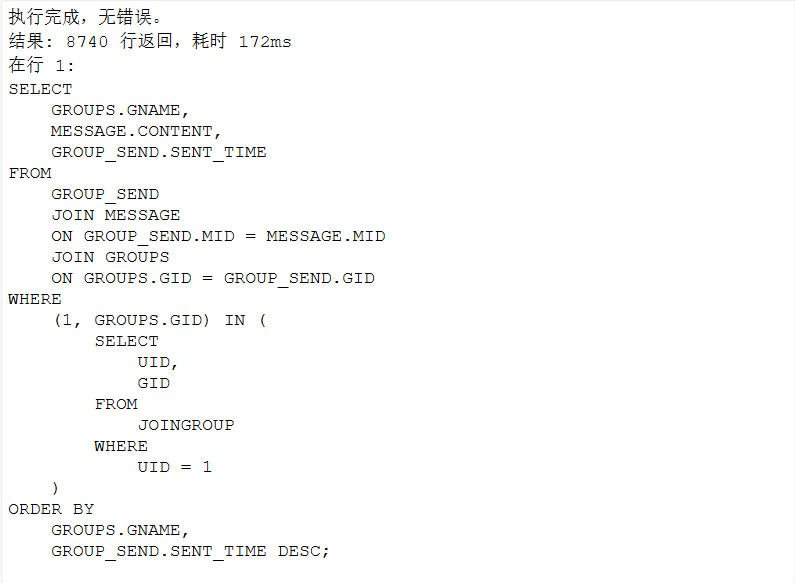 执行完成，无错误。
结果: 8740 行返回，耗时 172ms
在行 1:
SELECT
    GROUPS.GNAME,
    MESSAGE.CONTENT,
    GROUP_SEND.SENT_TIME
FROM
    GROUP_SEND
    JOIN MESSAGE
    ON GROUP_SEND.MID = MESSAGE.MID
    JOIN GROUPS
    ON GROUPS.GID = GROUP_SEND.GID
WHERE
    (1, GROUPS.GID) IN (
        SELECT
            UID,
            GID
        FROM
            JOINGROUP
        WHERE
            UID = 1
    )
ORDER BY
    GROUPS.GNAME,
    GROUP_SEND.SENT_TIME DESC;